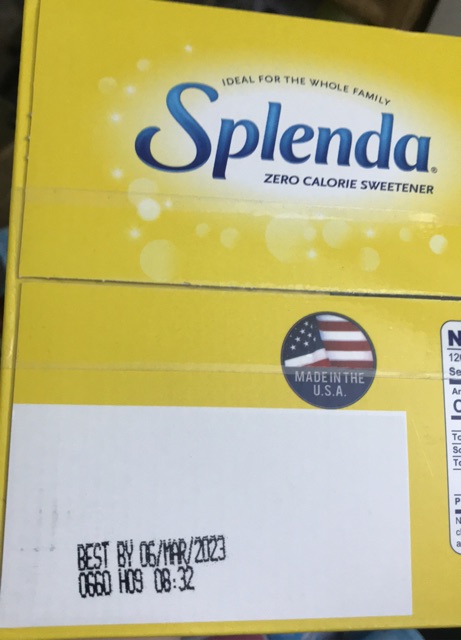 IDEAL FOR THE WHOLE FAMILY
Splenda®
ZERO CALORIE SWEETENER
MADE IN THE
U.S.A.
BEST BY 06/MAR/2023
0660 H09 08:32